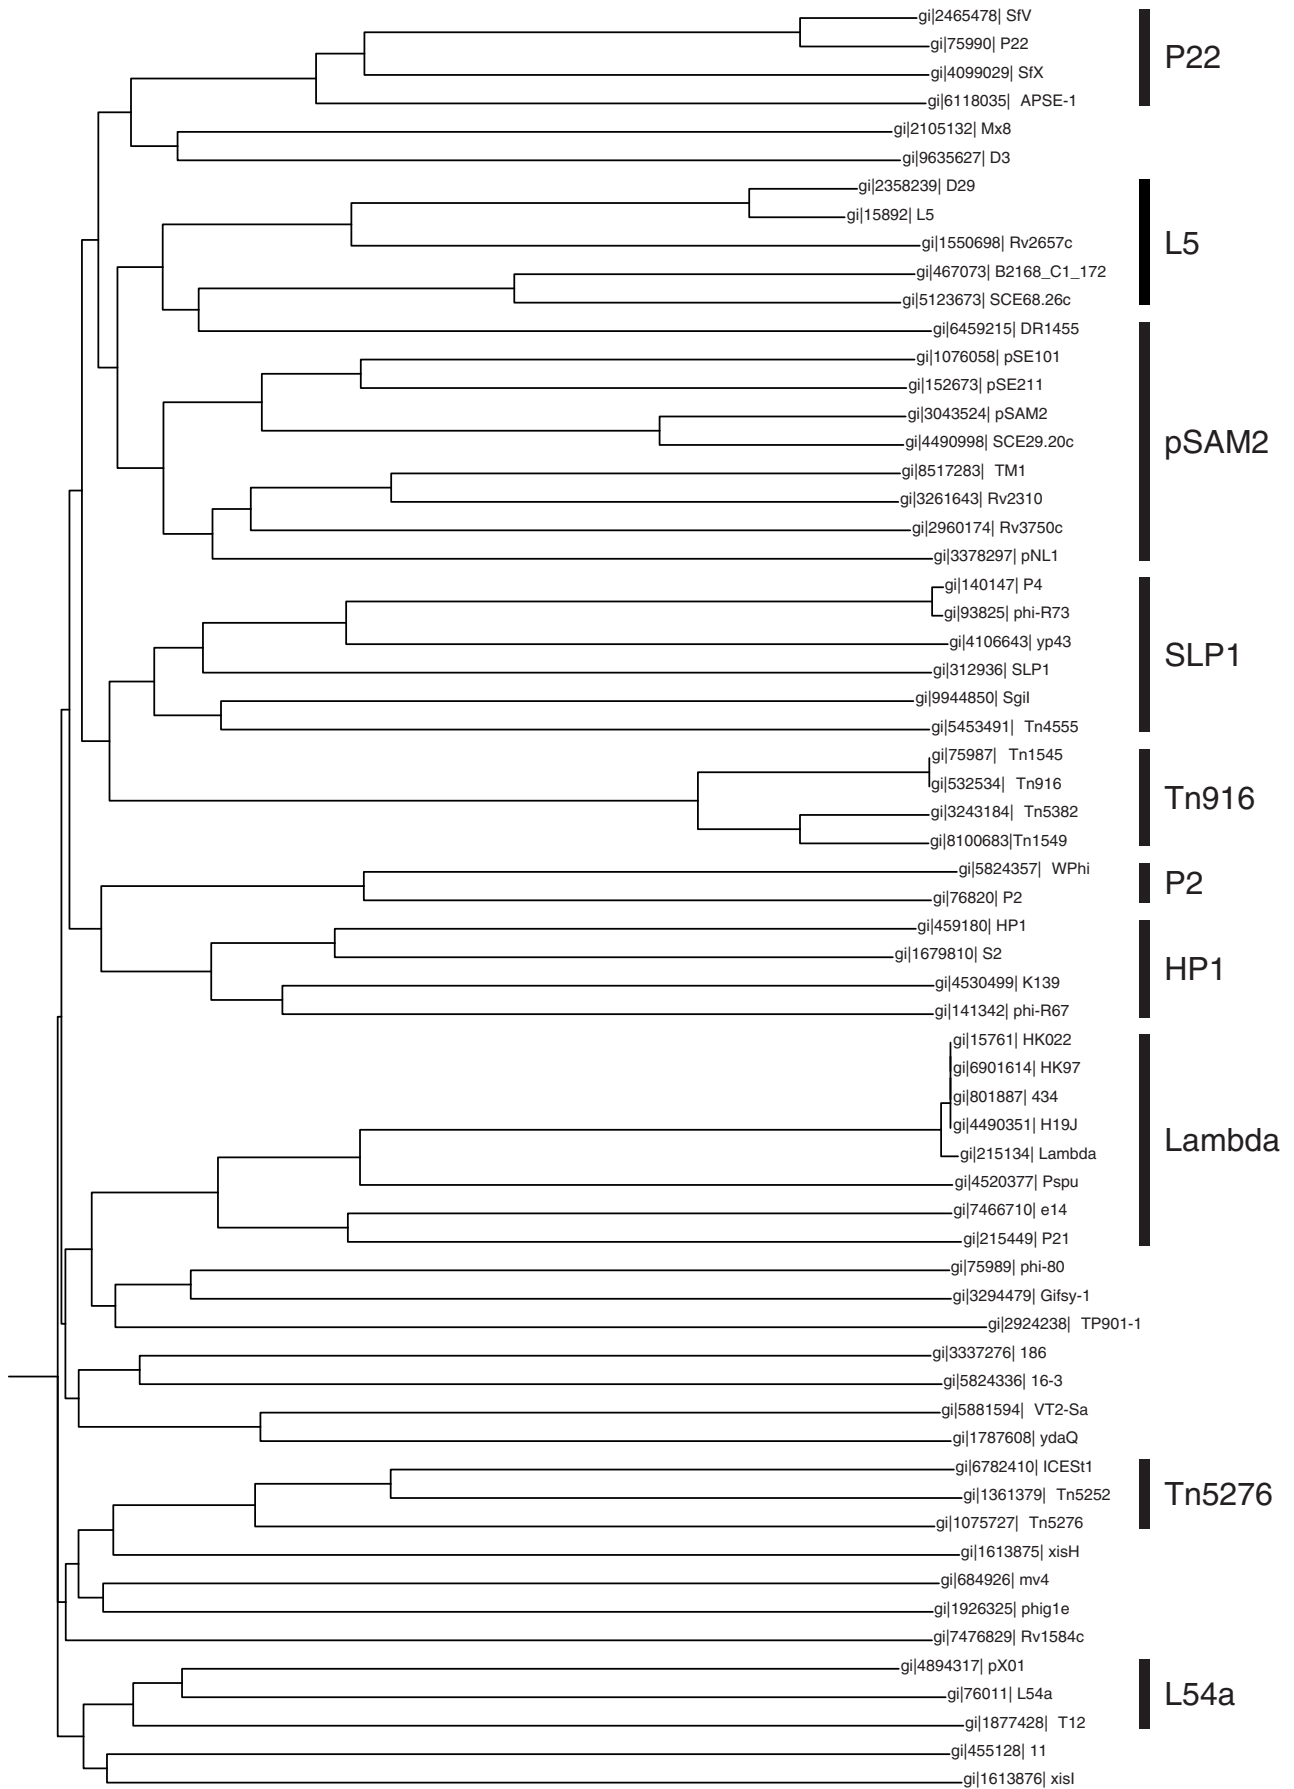 gi|2465478| SfV
gi|75990| P22
P22
gi|4099029| SfX
gi|6118035| APSE-1
gi|2105132| Mx8
gi|9635627| D3
gi|2358239| D29
gi|15892| L5
L5
gi|1550698| Rv2657c
gi|467073| B2168_C1_172
gi|5123673| SCE68.26c
gi|6459215| DR1455
gi|1076058| pSE101
gi|152673| pSE211
gi|3043524| pSAM2
pSAM2
gi|4490998| SCE29.20c
gi|8517283| TM1
gi|3261643| Rv2310
gi|2960174| Rv3750c
gi|3378297| pNL1
gi|140147| P4
gi|93825| phi-R73
gi|4106643| yp43
SLP1
gi|312936| SLP1
gi|9944850| SgiI
gi|5453491| Tn4555
gi|75987| Tn1545
gi|532534| Tn916
Tn916
gi|3243184| Tn5382
gi|8100683|Tn1549
gi|5824357| WPhi
P2
gi|76820| P2
gi|459180| HP1
gi|1679810| S2
HP1
gi|4530499| K139
gi|141342| phi-R67
gi|15761| HK022
gi|6901614| HK97
gi|801887| 434
gi|4490351| H19J
Lambda
gi|215134| Lambda
gi|4520377| Pspu
gi|7466710| e14
gi|215449| P21
gi|75989| phi-80
gi|3294479| Gifsy-1
gi|2924238| TP901-1
gi|3337276| 186
gi|5824336| 16-3
gi|5881594| VT2-Sa
gi|1787608| ydaQ
gi|6782410| ICESt1
gi|1361379| Tn5252
Tn5276
gi|1075727| Tn5276
gi|1613875| xisH
gi|684926| mv4
gi|1926325| phig1e
gi|7476829| Rv1584c
gi|4894317| pX01
gi|76011| L54a
L54a
gi|1877428| T12
gi|455128| 11
gi|1613876| xisI